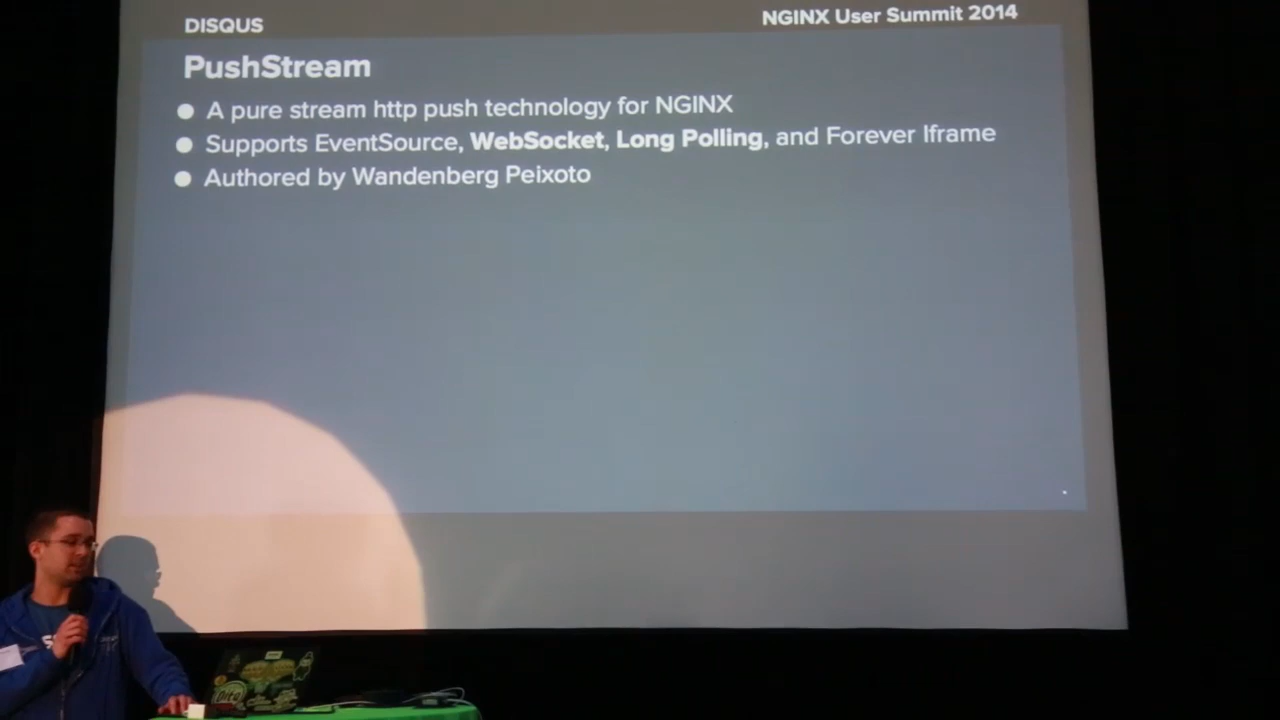 DISQUS
NGINX User Summit 2014
PushStream
A pure stream http push technology for NGINX
Supports EventSource, WebSocket, Long Polling, and Forever Iframe
Authored by Wandenberg Peixoto